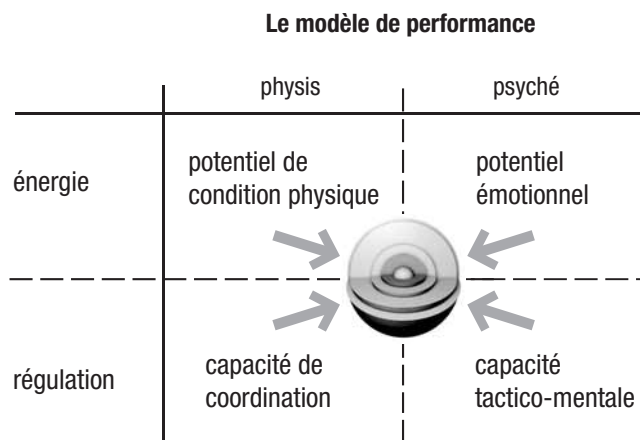 Le modèle de performance
physis psyché
énergie
potentiel de
condition physique
potentiel
émotionnel
régulation
capacité de
coordination
capacité
tactico-mentale